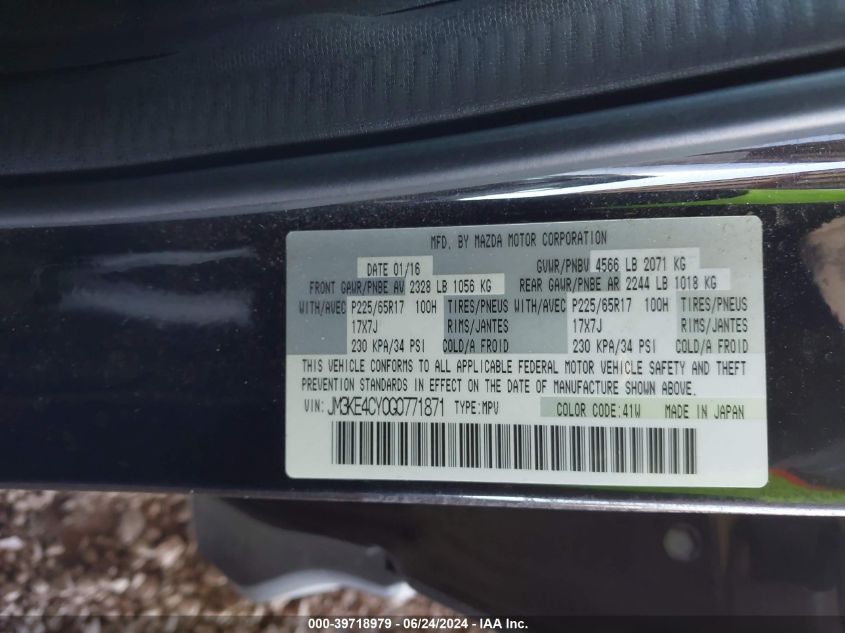 MFD. BY MAZDA MOTOR CORPORATION
DATE 01/16 GVWR/PNBV 4566 LB 2071 KG
FRONT GAWR/PNBE AV 2328 LB 1056 KG REAR GAWR/PNBE AR 2244 LB 1018 KG
WITH/AVEC P225/65R17 100H TIRES/PNEUS WITH/AVEC P225/65R17 100H TIRES/PNEUS
17X7J RIMS/JANTES 17X7J RIMS/JANTES
230 KPA/34 PSI COLD/A FROID 230 KPA/34 PSI COLD/A FROID
THIS VEHICLE CONFORMS TO ALL APPLICABLE FEDERAL MOTOR VEHICLE SAFETY AND THEFT
PREVENTION STANDARDS IN EFFECT ON THE DATE OF MANUFACTURE SHOWN ABOVE.
VIN: JM3KE4CY0G0771871 TYPE:MPV COLOR CODE:41W MADE IN JAPAN
000-39718979 - 06/24/2024 - 1 - 1 - IAAI - Copyright 2024 IAA, Inc.